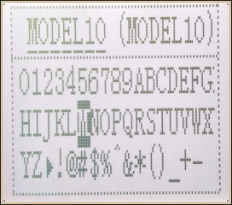 MODEL10 (MODEL10)
0123456789ABCDEFG
HIJKLMNOPQRSTUVWX
YZ▶!@#$%^&*() _+-